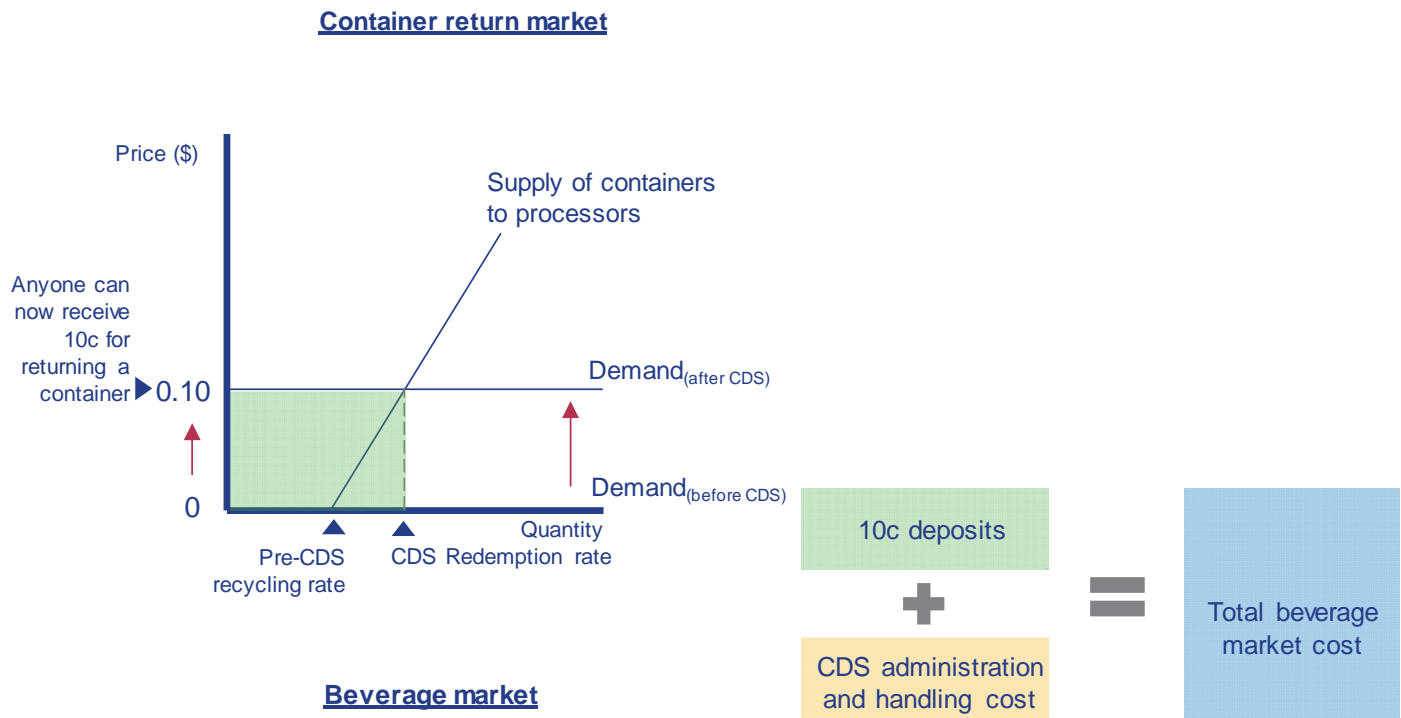 Container return market
Price ($)
Supply of containers
to processors
Anyone can
now receive
10c for
returning a
container
0.10
Demand(after CDS)
0
Demand(before CDS)
Quantity
Pre-CDS
recycling rate
CDS Redemption rate
10c deposits
CDS administration
and handling cost
Total beverage
market cost
Beverage market